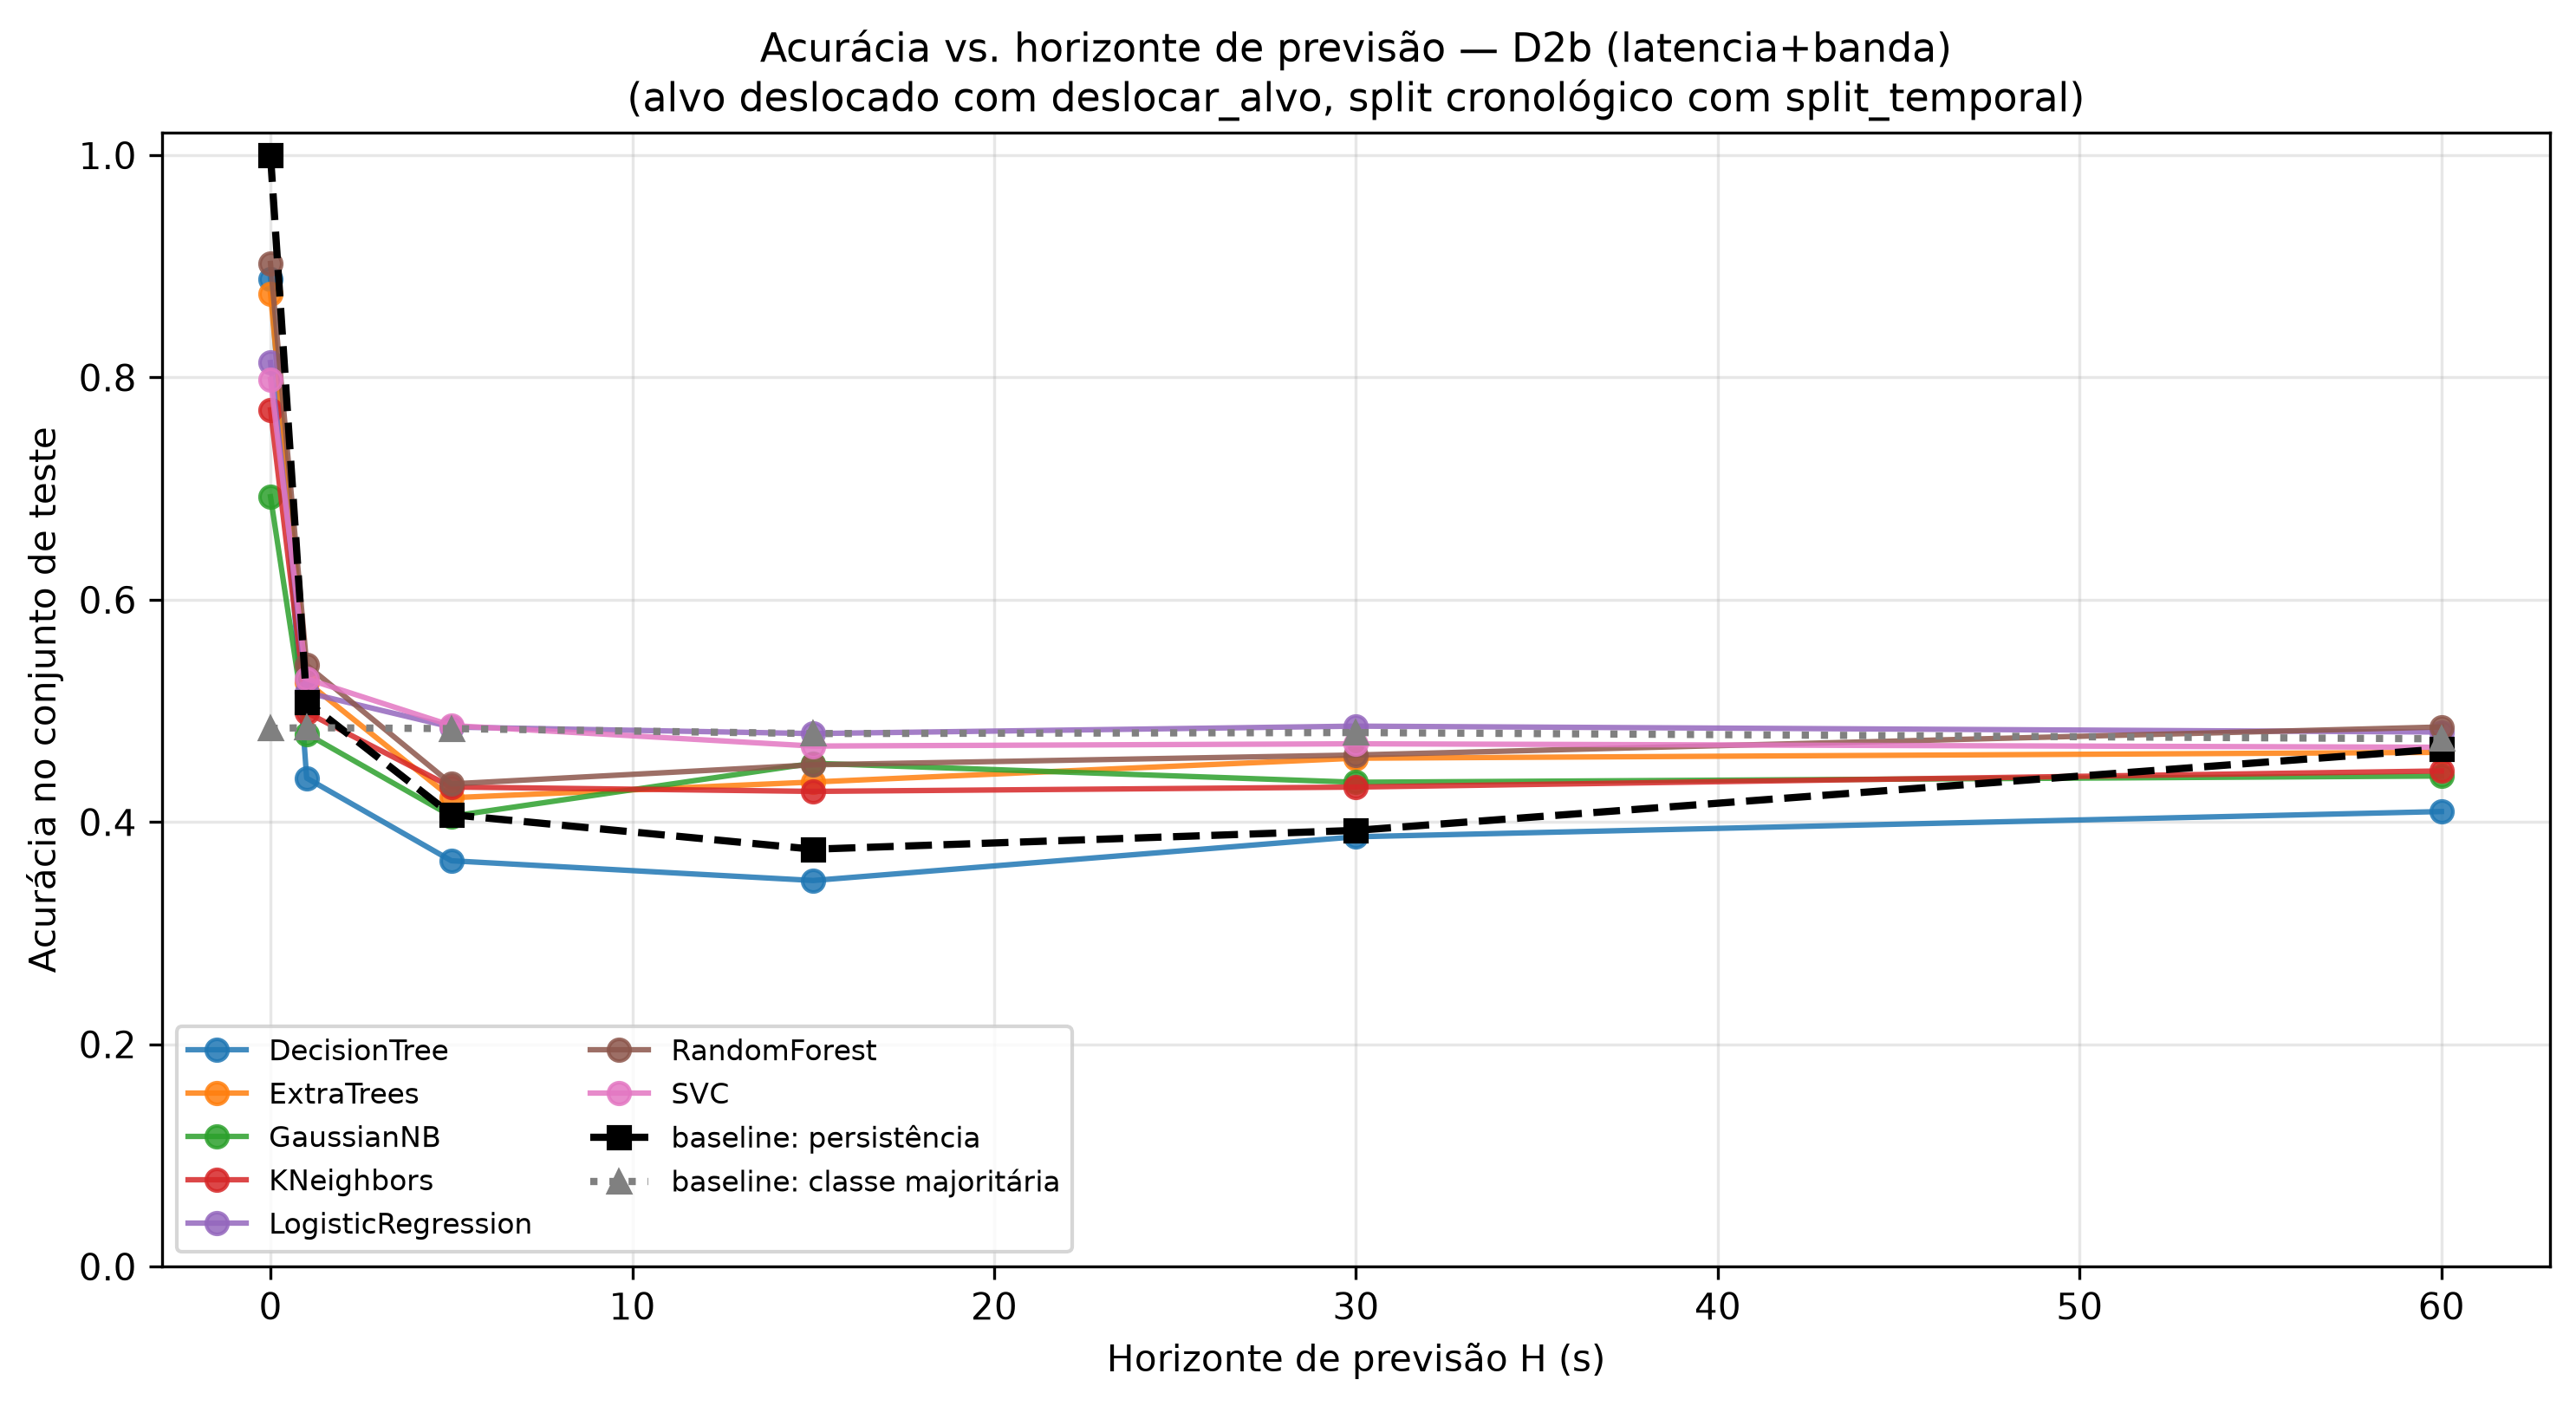 Acurácia vs. horizonte de previsão — D2b (latencia+banda)
(alvo deslocado com deslocar_alvo, split cronológico com split_temporal)
Acurácia no conjunto de teste
1.0
0.8
0.6
0.4
0.2
0.0
DecisionTree
ExtraTrees
GaussianNB
KNeighbors
LogisticRegression
RandomForest
SVC
baseline: persistência
baseline: classe majoritária
0 10 20 30 40 50 60
Horizonte de previsão H (s)